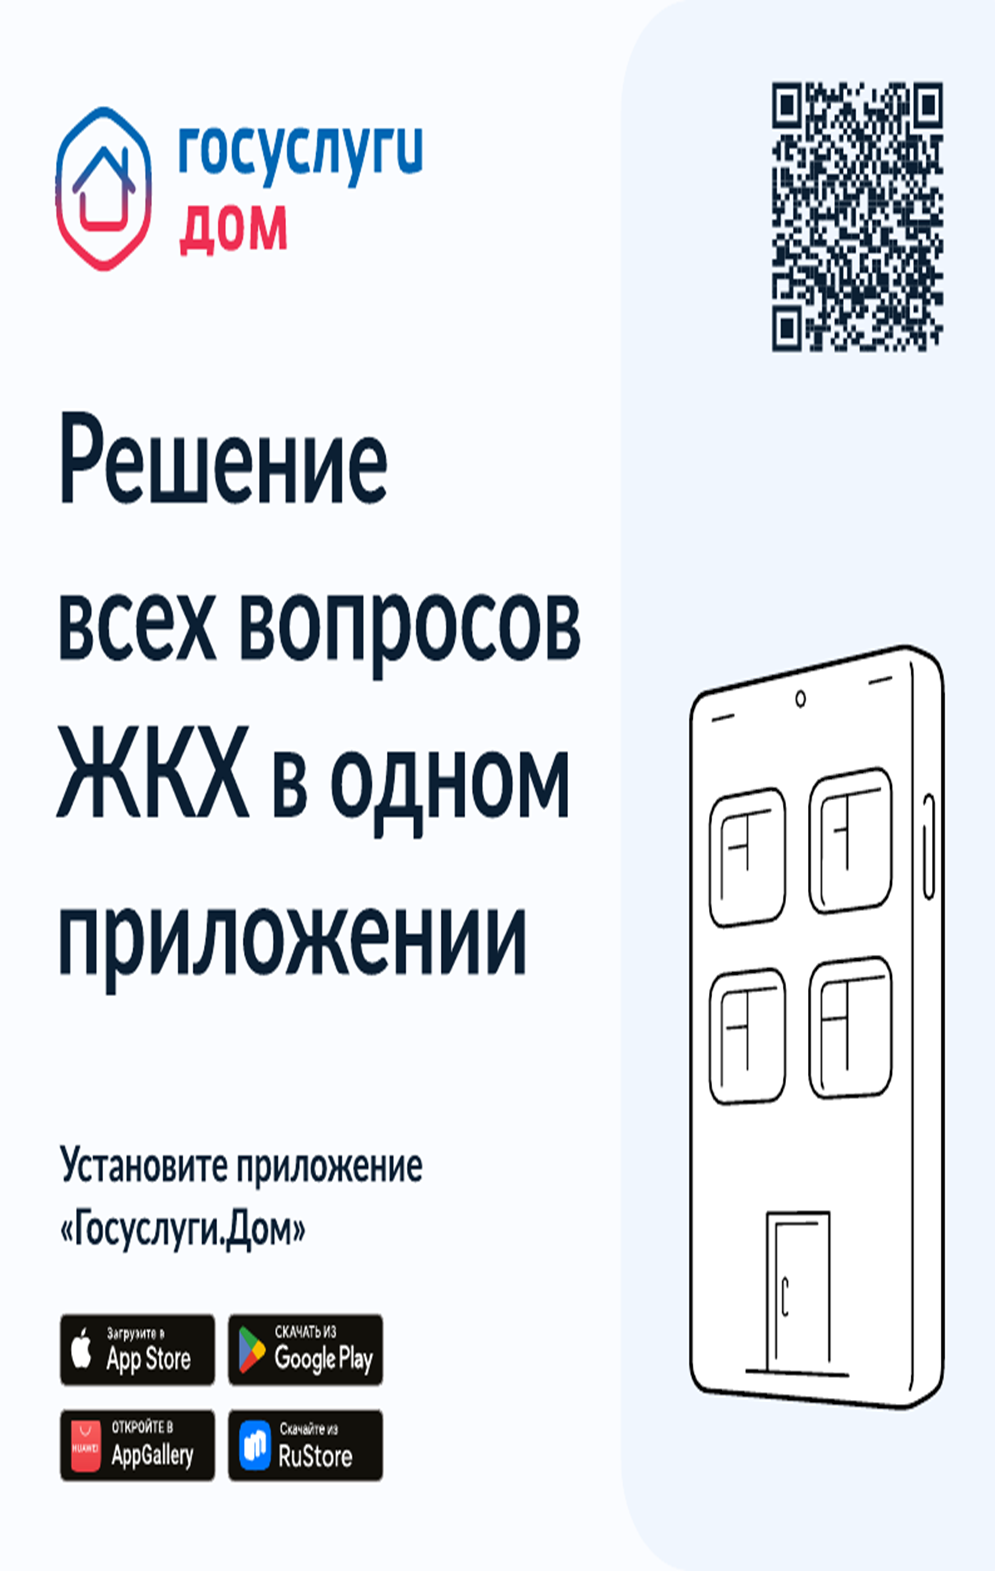 госуслуги
дом
Решение
всех вопросов
ЖКХ в одном
приложении
Установите приложение
«Госуслуги.Дом»
Загрузите в
App Store
СКАЧАТЬ ИЗ
Google Play
HUAWEI
ОТКРОЙТЕ В
AppGallery
Скачайте из
RuStore